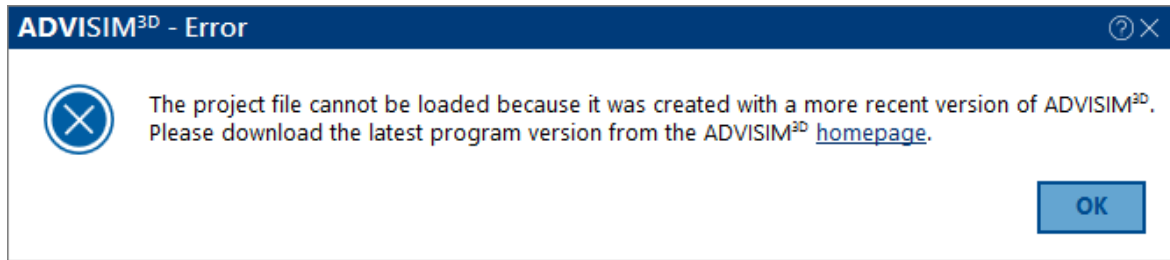 ADVISIM³ᴰ - Error
The project file cannot be loaded because it was created with a more recent version of ADVISIM³ᴰ.
Please download the latest program version from the ADVISIM³ᴰ homepage.
OK